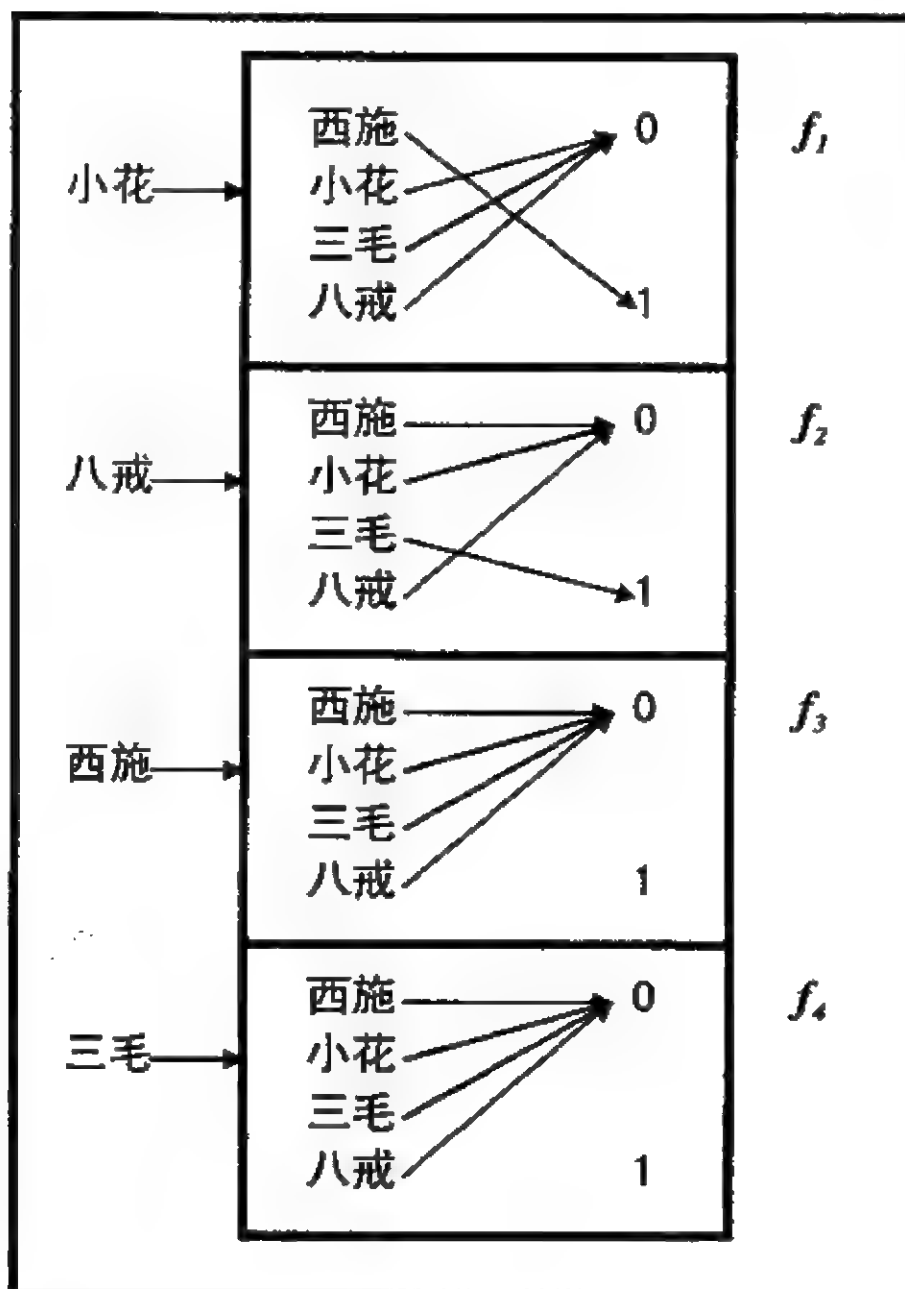 西施 0 f₁
小花 小花
三毛
八戒 1
西施 0 f₂
八戒 小花
三毛
八戒 1
西施 0 f₃
西施 小花
三毛
八戒 1
西施 0 f₄
三毛 小花
三毛
八戒 1